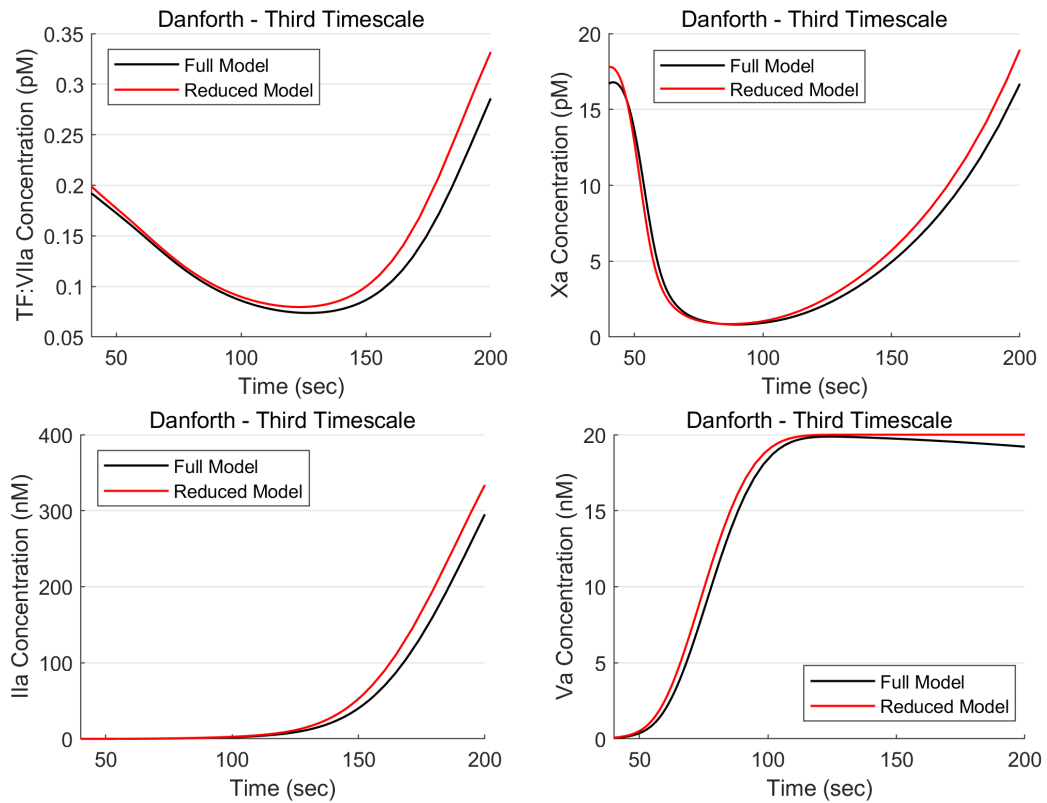 Danforth - Third Timescale
TF:VIIa Concentration (pM)
0.35
0.3
0.25
0.2
0.15
0.1
0.05
Full Model
Reduced Model
50
100
150
200
Time (sec)
Danforth - Third Timescale
Xa Concentration (pM)
20
15
10
5
0
Full Model
Reduced Model
50
100
150
200
Time (sec)
Danforth - Third Timescale
IIa Concentration (nM)
400
300
200
100
0
Full Model
Reduced Model
50
100
150
200
Time (sec)
Danforth - Third Timescale
Va Concentration (nM)
20
15
10
5
0
Full Model
Reduced Model
50
100
150
200
Time (sec)